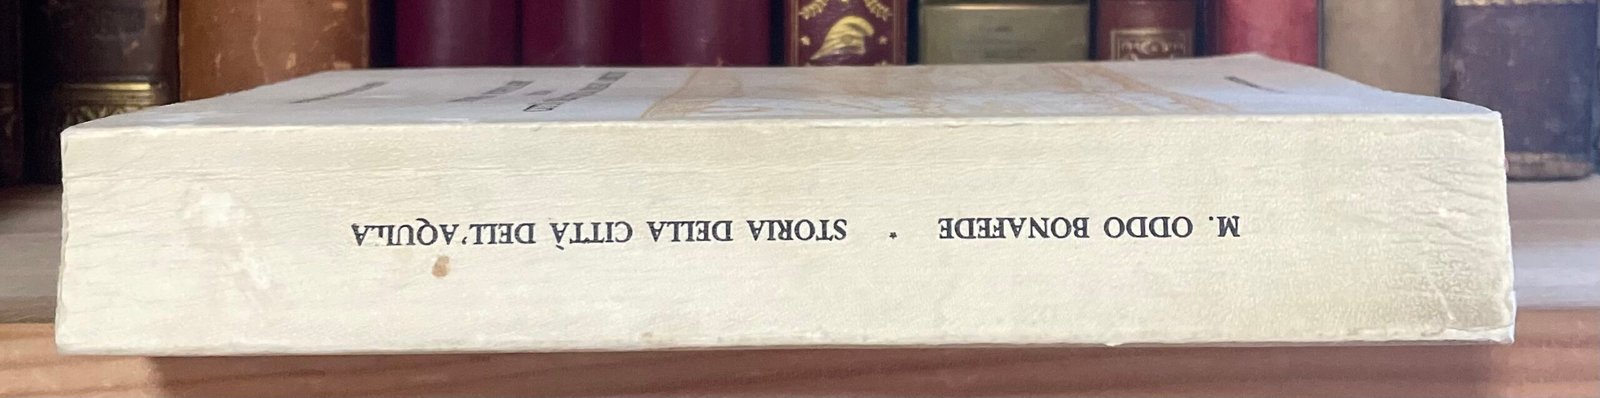 M. ODDO BONAFEDE * STORIA DELLA CITTÀ DELL'AQUILA